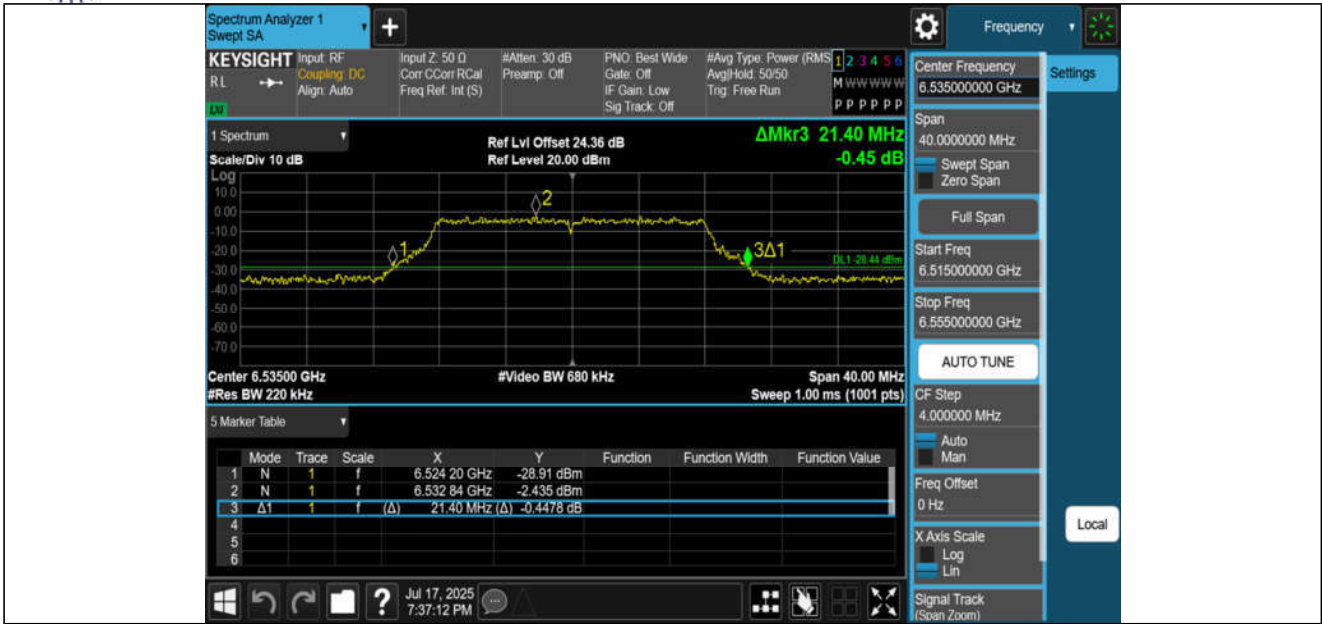 Spectrum Analyzer 1
Swept SA
+
Frequency
KEYSIGHT
RL
LXI
Input: RF
Coupling: DC
Align: Auto
Input Z: 50 Ω
Corr CCorr RCal
Freq Ref: Int (S)
#Atten: 30 dB
Preamp: Off
PNO: Best Wide
Gate: Off
IF Gain: Low
Sig Track: Off
#Avg Type: Power (RMS
Avg|Hold: 50/50
Trig: Free Run
1 2 3 4 5 6
M W W W W W
P P P P P P
1 Spectrum
Scale/Div 10 dB
Ref Lvl Offset 24.36 dB
Ref Level 20.00 dBm
ΔMkr3 21.40 MHz
-0.45 dB
Log
10.0
0.00
-10.0
-20.0
-30.0
-40.0
-50.0
-60.0
-70.0
1
2
3Δ1
DL1 -28.44 dBm
Center 6.53500 GHz
#Res BW 220 kHz
#Video BW 680 kHz
Span 40.00 MHz
Sweep 1.00 ms (1001 pts)
5 Marker Table
Mode Trace Scale X Y Function Function Width Function Value
1 N 1 f 6.524 20 GHz -28.91 dBm
2 N 1 f 6.532 84 GHz -2.435 dBm
3 Δ1 1 f (Δ) 21.40 MHz (Δ) -0.4478 dB
4
5
6
?
Jul 17, 2025
7:37:12 PM
Center Frequency
6.535000000 GHz
Settings
Span
40.0000000 MHz
Swept Span
Zero Span
Full Span
Start Freq
6.515000000 GHz
Stop Freq
6.555000000 GHz
AUTO TUNE
CF Step
4.000000 MHz
Auto
Man
Freq Offset
0 Hz
X Axis Scale
Log
Lin
Local
Signal Track
(Span Zoom)